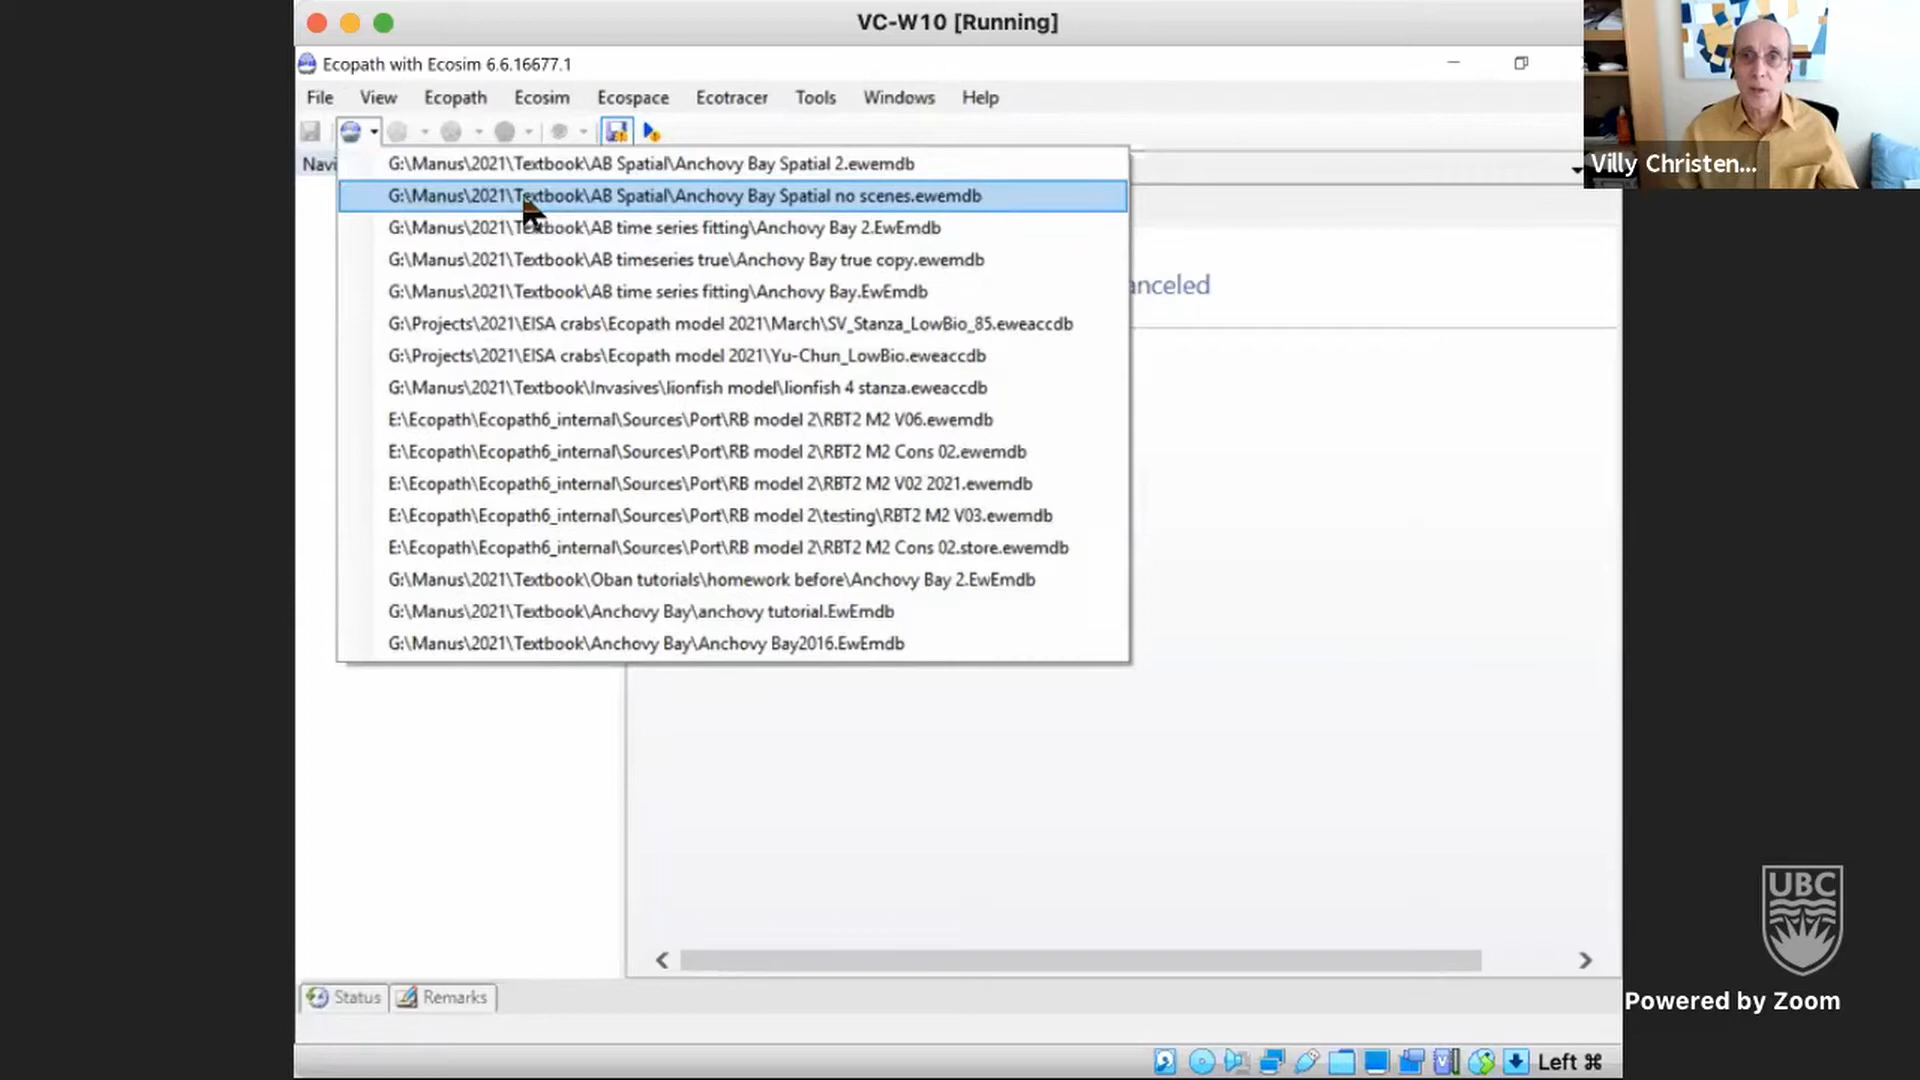 VC-W10 [Running]
Ecopath with Ecosim 6.6.16677.1
File View Ecopath Ecosim Ecospace Ecotracer Tools Windows Help
Navi
G:\Manus\2021\Textbook\AB Spatial\Anchovy Bay Spatial 2.ewemdb
G:\Manus\2021\Textbook\AB Spatial\Anchovy Bay Spatial no scenes.ewemdb
G:\Manus\2021\Textbook\AB time series fitting\Anchovy Bay 2.EwEmdb
G:\Manus\2021\Textbook\AB timeseries true\Anchovy Bay true copy.ewemdb
G:\Manus\2021\Textbook\AB time series fitting\Anchovy Bay.EwEmdb
G:\Projects\2021\EISA crabs\Ecopath model 2021\March\SV_Stanza_LowBio_85.eweaccdb
G:\Projects\2021\EISA crabs\Ecopath model 2021\Yu-Chun_LowBio.eweaccdb
G:\Manus\2021\Textbook\Invasives\lionfish model\lionfish 4 stanza.eweaccdb
E:\Ecopath\Ecopath6_internal\Sources\Port\RB model 2\RBT2 M2 V06.ewemdb
E:\Ecopath\Ecopath6_internal\Sources\Port\RB model 2\RBT2 M2 Cons 02.ewemdb
E:\Ecopath\Ecopath6_internal\Sources\Port\RB model 2\RBT2 M2 V02 2021.ewemdb
E:\Ecopath\Ecopath6_internal\Sources\Port\RB model 2\testing\RBT2 M2 V03.ewemdb
E:\Ecopath\Ecopath6_internal\Sources\Port\RB model 2\RBT2 M2 Cons 02.store.ewemdb
G:\Manus\2021\Textbook\Oban tutorials\homework before\Anchovy Bay 2.EwEmdb
G:\Manus\2021\Textbook\Anchovy Bay\anchovy tutorial.EwEmdb
G:\Manus\2021\Textbook\Anchovy Bay\Anchovy Bay2016.EwEmdb
anceled
Villy Christen...
Status Remarks
UBC
Powered by Zoom
Left ⌘